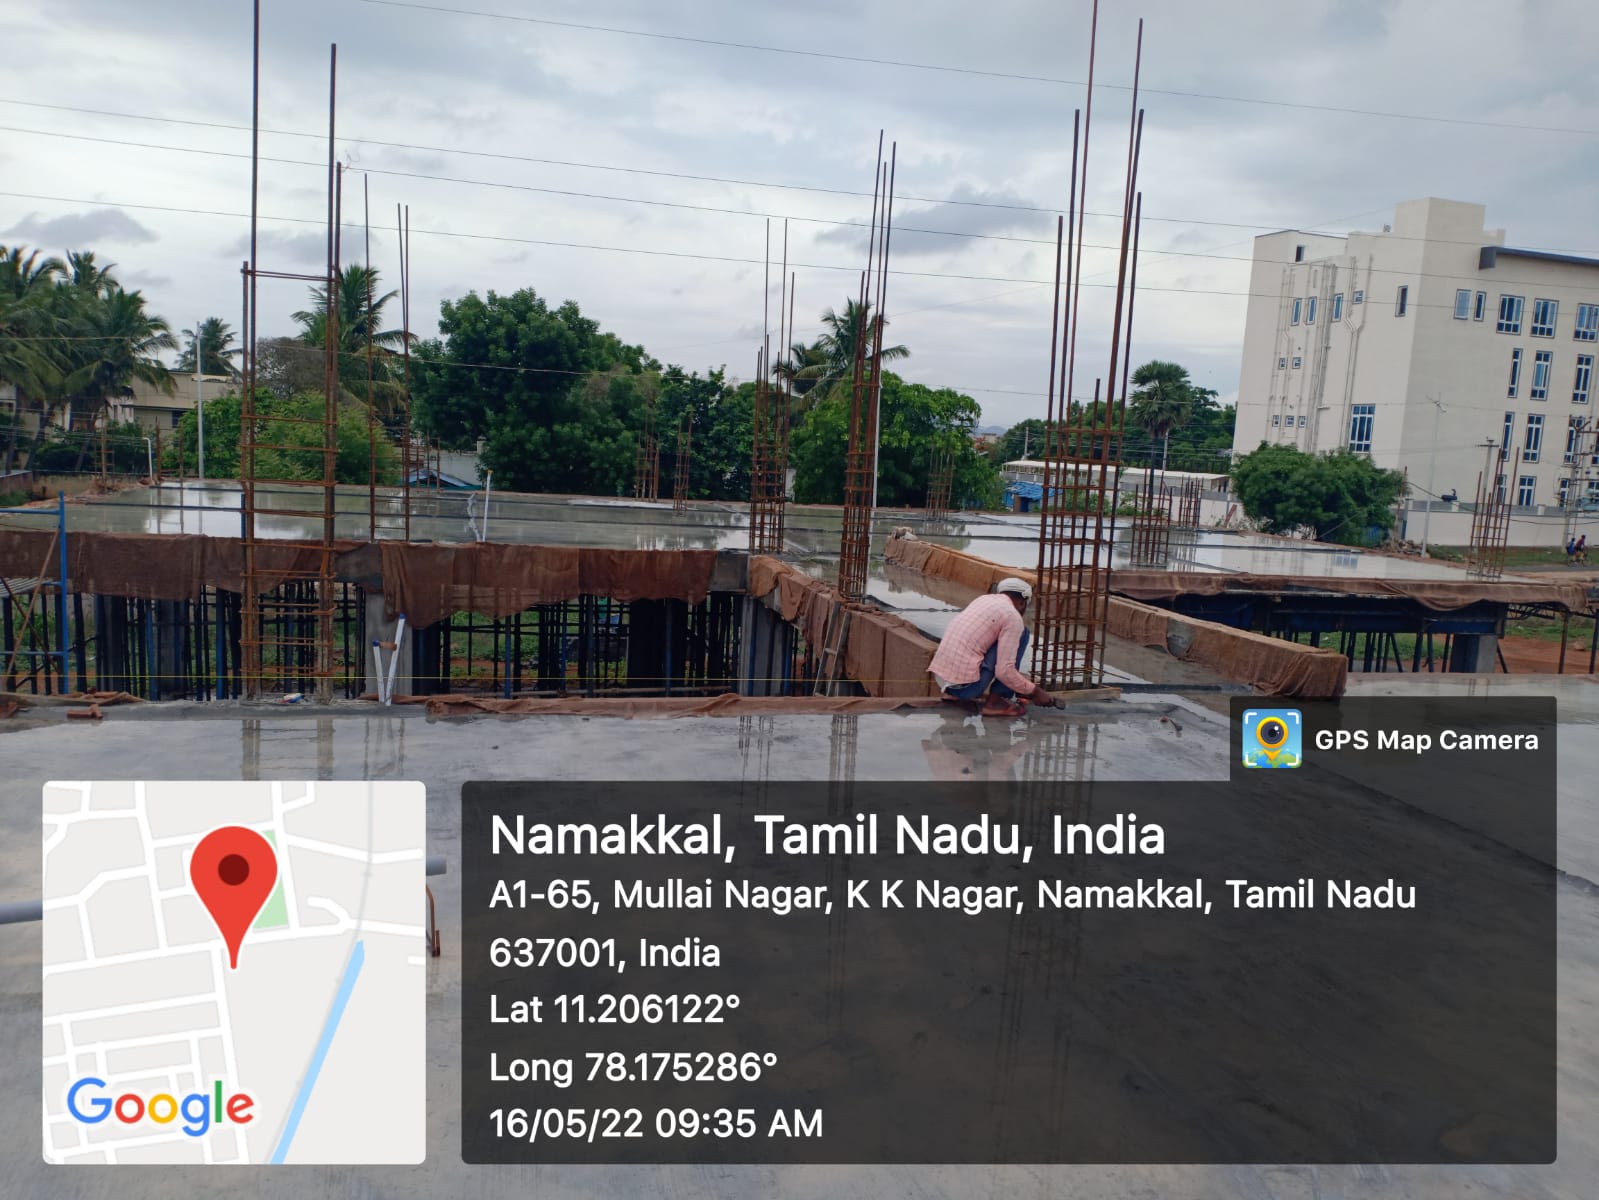 GPS Map Camera
Namakkal, Tamil Nadu, India
A1-65, Mullai Nagar, K K Nagar, Namakkal, Tamil Nadu
637001, India
Lat 11.206122°
Long 78.175286°
16/05/22 09:35 AM
Google